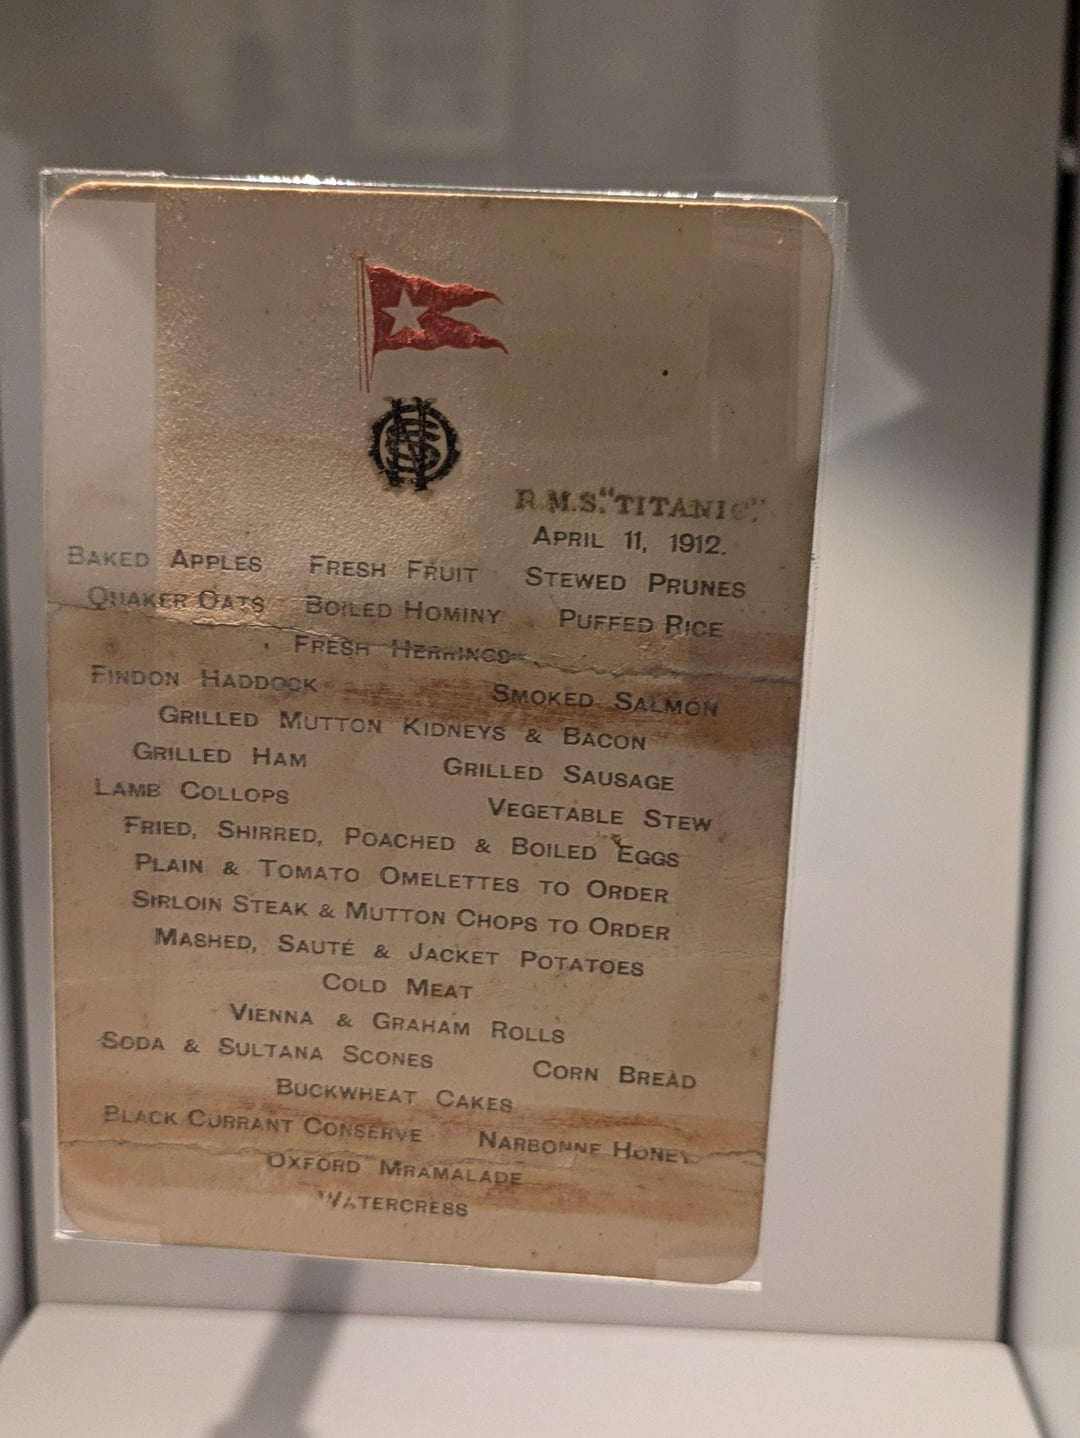 R.M.S. "TITANIC".
APRIL 11, 1912.
BAKED APPLES FRESH FRUIT STEWED PRUNES
QUAKER OATS BOILED HOMINY PUFFED RICE
FRESH HERRINGS
FINDON HADDOCK SMOKED SALMON
GRILLED MUTTON KIDNEYS & BACON
GRILLED HAM GRILLED SAUSAGE
LAMB COLLOPS VEGETABLE STEW
FRIED, SHIRRED, POACHED & BOILED EGGS
PLAIN & TOMATO OMELETTES TO ORDER
SIRLOIN STEAK & MUTTON CHOPS TO ORDER
MASHED, SAUTÉ & JACKET POTATOES
COLD MEAT
VIENNA & GRAHAM ROLLS
SODA & SULTANA SCONES CORN BREAD
BUCKWHEAT CAKES
BLACK CURRANT CONSERVE NARBONNE HONEY
OXFORD MRAMALADE
WATERCRESS